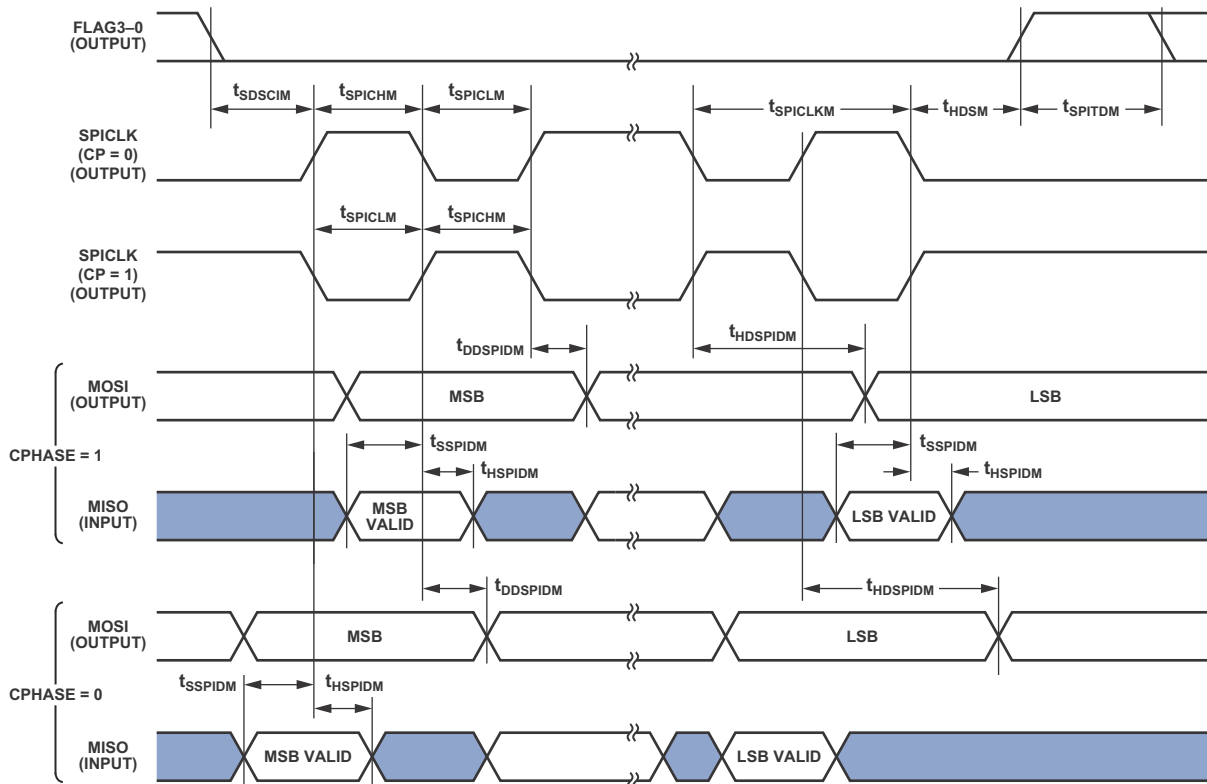 FLAG3–0
(OUTPUT)
tSDSCIM tSPICHM tSPICLM tSPICLKM tHDSM tSPITDM
SPICLK
(CP = 0)
(OUTPUT)
tSPICLM tSPICHM
SPICLK
(CP = 1)
(OUTPUT)
tDDSPIDM tHDSPIDM
CPHASE = 1
MOSI
(OUTPUT)
MSB LSB
tSSPIDM tSSPIDM
tHSPIDM tHSPIDM
MISO
(INPUT)
MSB
VALID
LSB VALID
tDDSPIDM tHDSPIDM
CPHASE = 0
MOSI
(OUTPUT)
MSB LSB
tSSPIDM tHSPIDM
MISO
(INPUT)
MSB VALID LSB VALID